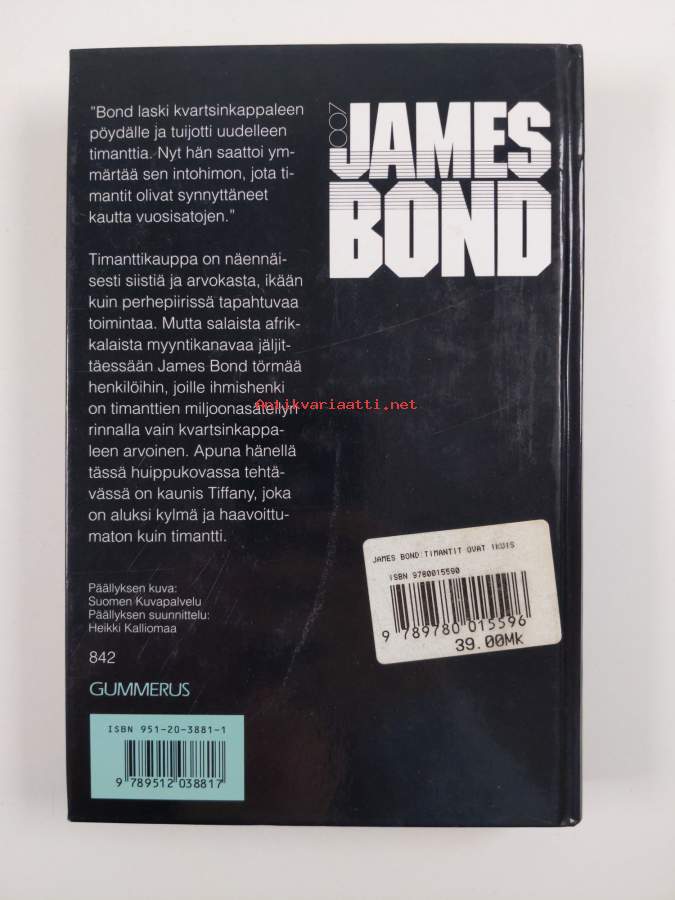 "Bond laski kvartsinkappaleen
pöydälle ja tuijotti uudelleen
timanttia. Nyt hän saattoi ym-
märtää sen intohimon, jota ti-
mantit olivat synnyttäneet
kautta vuosisatojen."
Timanttikauppa on näennäi-
sesti siistiä ja arvokasta, ikään
kuin perhepiirissä tapahtuvaa
toimintaa. Mutta salaista afrik-
kalaista myyntikanavaa jäljit-
täessään James Bond törmää
henkilöihin, joille ihmishenki
on timanttien miljoonasätellyn
rinnalla vain kvartsinkappa-
leen arvoinen. Apuna hänellä
tässä huippukovassa tehtä-
vässä on kaunis Tiffany, joka
on aluksi kylmä ja haavoittu-
maton kuin timantti.
Päällyksen kuva:
Suomen Kuvapalvelu
Päällyksen suunnittelu:
Heikki Kalliomaa
842
GUMMERUS
ISBN 951-20-3881-1
9 789512 038817
007
JAMES
BOND
Antikvariaatti.net
JAMES BOND:TIMANTIT OVAT IKUIS
ISBN 9780015590
9 789780 015596
39.00Mk